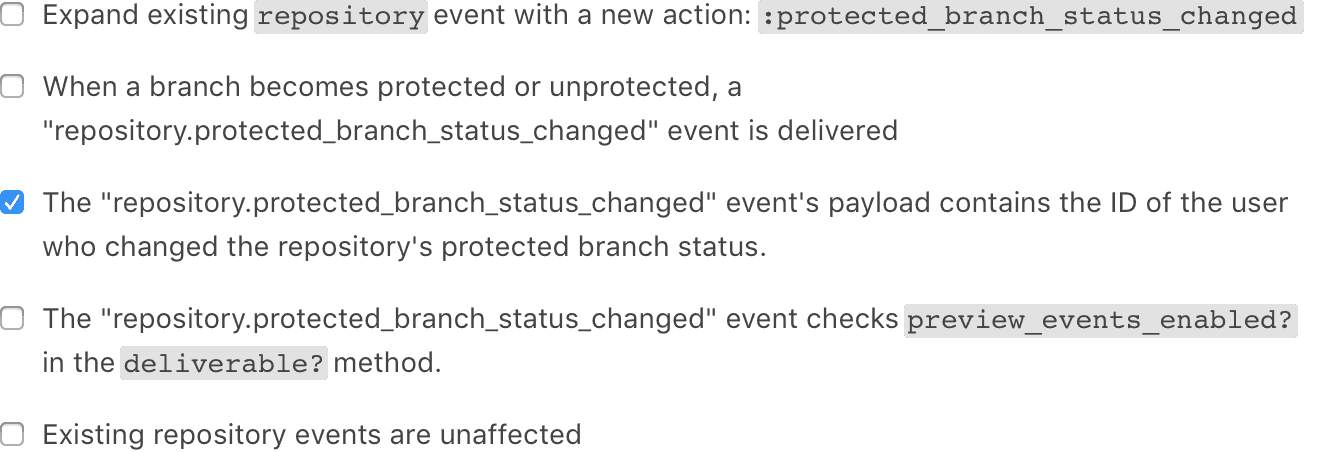 Expand existing repository event with a new action: :protected_branch_status_changed
When a branch becomes protected or unprotected, a
"repository.protected_branch_status_changed" event is delivered
The "repository.protected_branch_status_changed" event's payload contains the ID of the user
who changed the repository's protected branch status.
The "repository.protected_branch_status_changed" event checks preview_events_enabled?
in the deliverable? method.
Existing repository events are unaffected